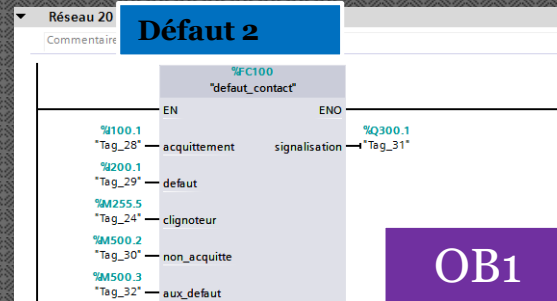 Réseau 20
Défaut 2
Commentaire
%FC100
"defaut_contact"
EN
ENO
%I100.1
"Tag_28"
acquittement
signalisation
%Q300.1
"Tag_31"
%I200.1
"Tag_29"
defaut
%M255.5
"Tag_24"
clignoteur
%M500.2
"Tag_30"
non_acquitte
%M500.3
"Tag_32"
aux_defaut
OB1